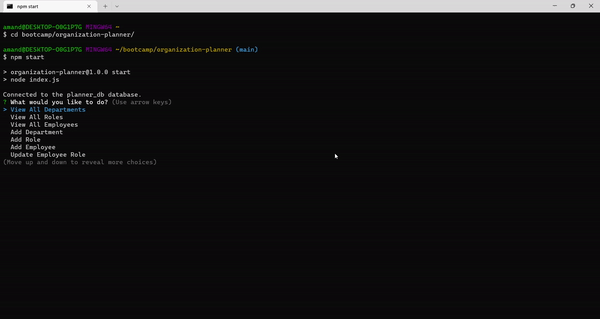 npm start
amand@DESKTOP-O0G1P7G MINGW64 ~
$ cd bootcamp/organization-planner/
amand@DESKTOP-O0G1P7G MINGW64 ~/bootcamp/organization-planner (main)
$ npm start
> organization-planner@1.0.0 start
> node index.js
Connected to the planner_db database.
? What would you like to do? (Use arrow keys)
> View All Departments
View All Roles
View All Employees
Add Department
Add Role
Add Employee
Update Employee Role
(Move up and down to reveal more choices)